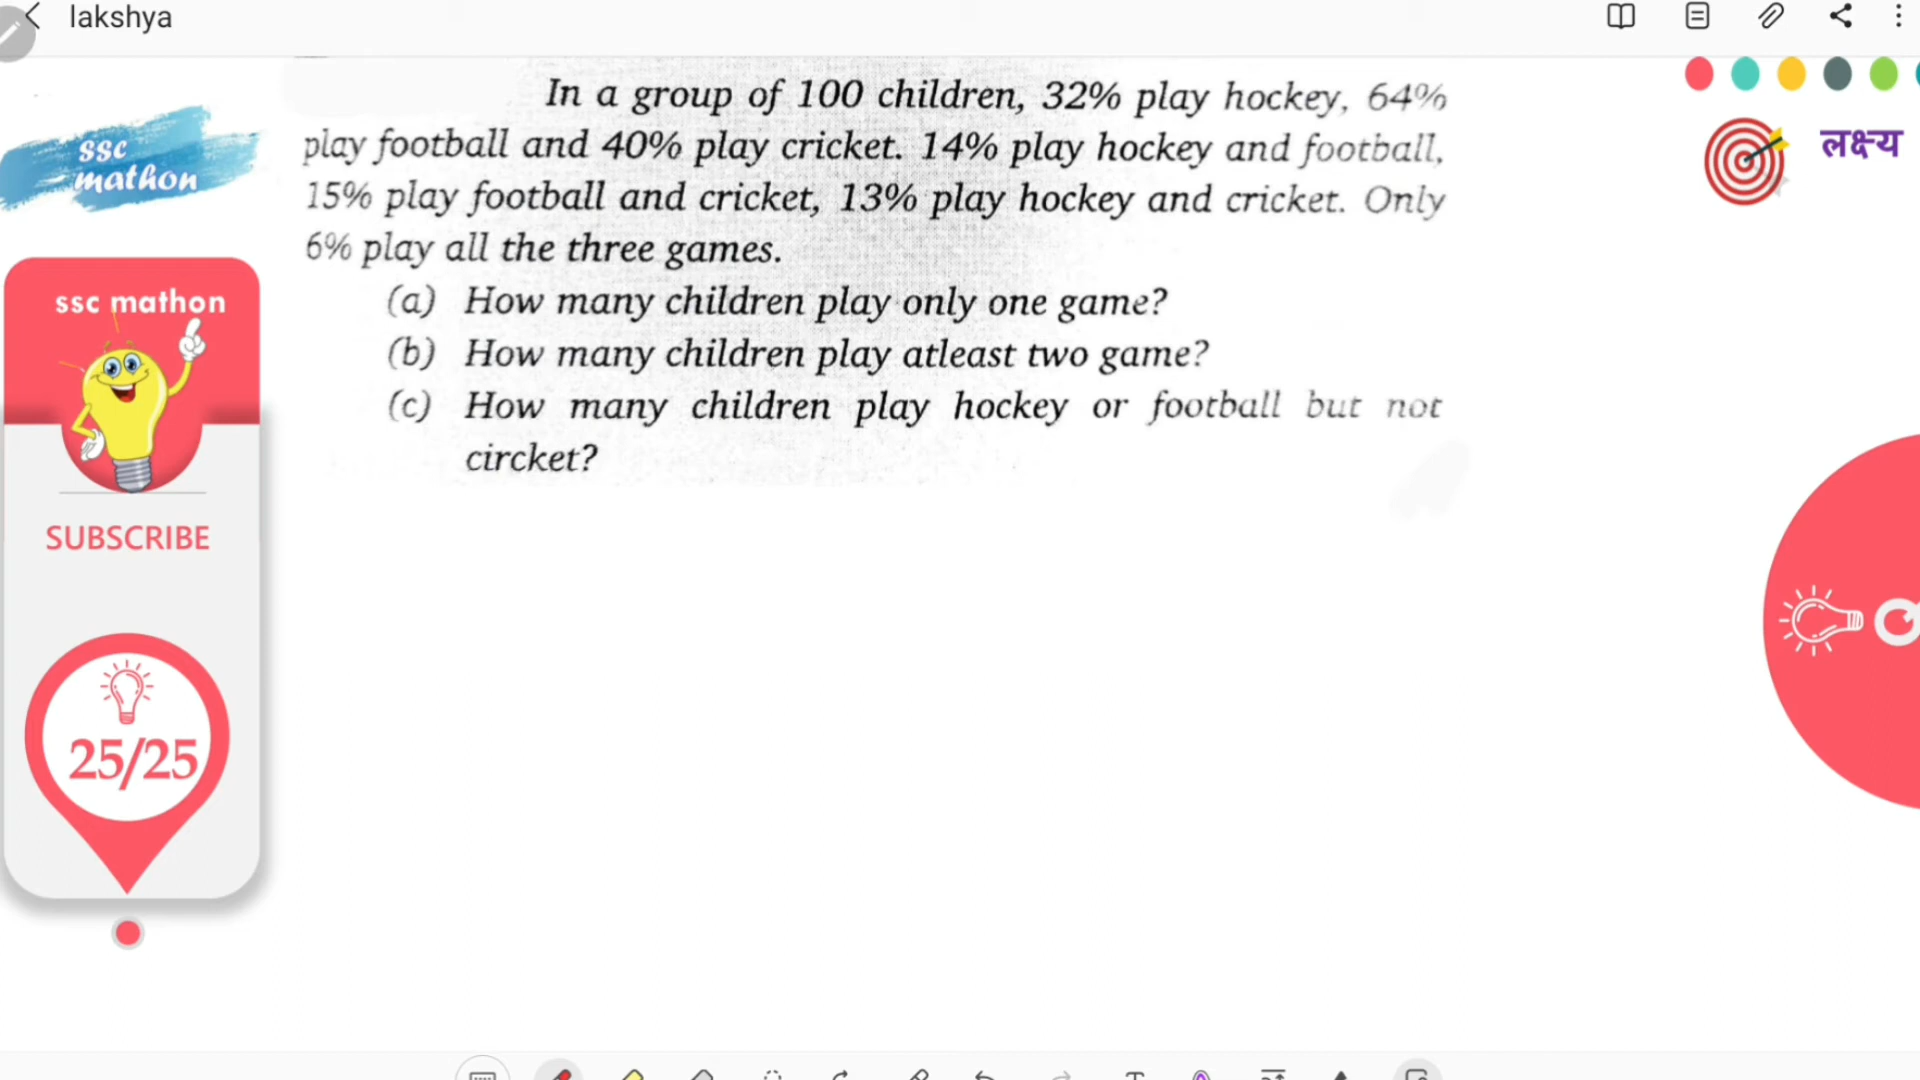 lakshya
ssc
mathon
In a group of 100 children, 32% play hockey, 64%
play football and 40% play cricket. 14% play hockey and football,
15% play football and cricket, 13% play hockey and cricket. Only
6% play all the three games.
(a) How many children play only one game?
(b) How many children play atleast two game?
(c) How many children play hockey or football but not
circket?
लक्ष्य
ssc mathon
SUBSCRIBE
25/25